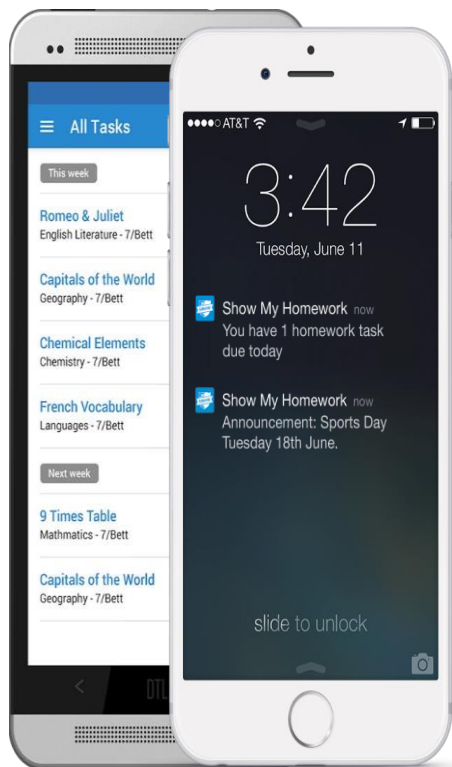 All Tasks
This week
Romeo & Juliet
English Literature - 7/Bett
Capitals of the World
Geography - 7/Bett
Chemical Elements
Chemistry - 7/Bett
French Vocabulary
Languages - 7/Bett
Next week
9 Times Table
Mathmatics - 7/Bett
Capitals of the World
Geography - 7/Bett
DTL
AT&T
3:42
Tuesday, June 11
Show My Homework now
You have 1 homework task
due today
Show My Homework now
Announcement: Sports Day
Tuesday 18th June.
slide to unlock